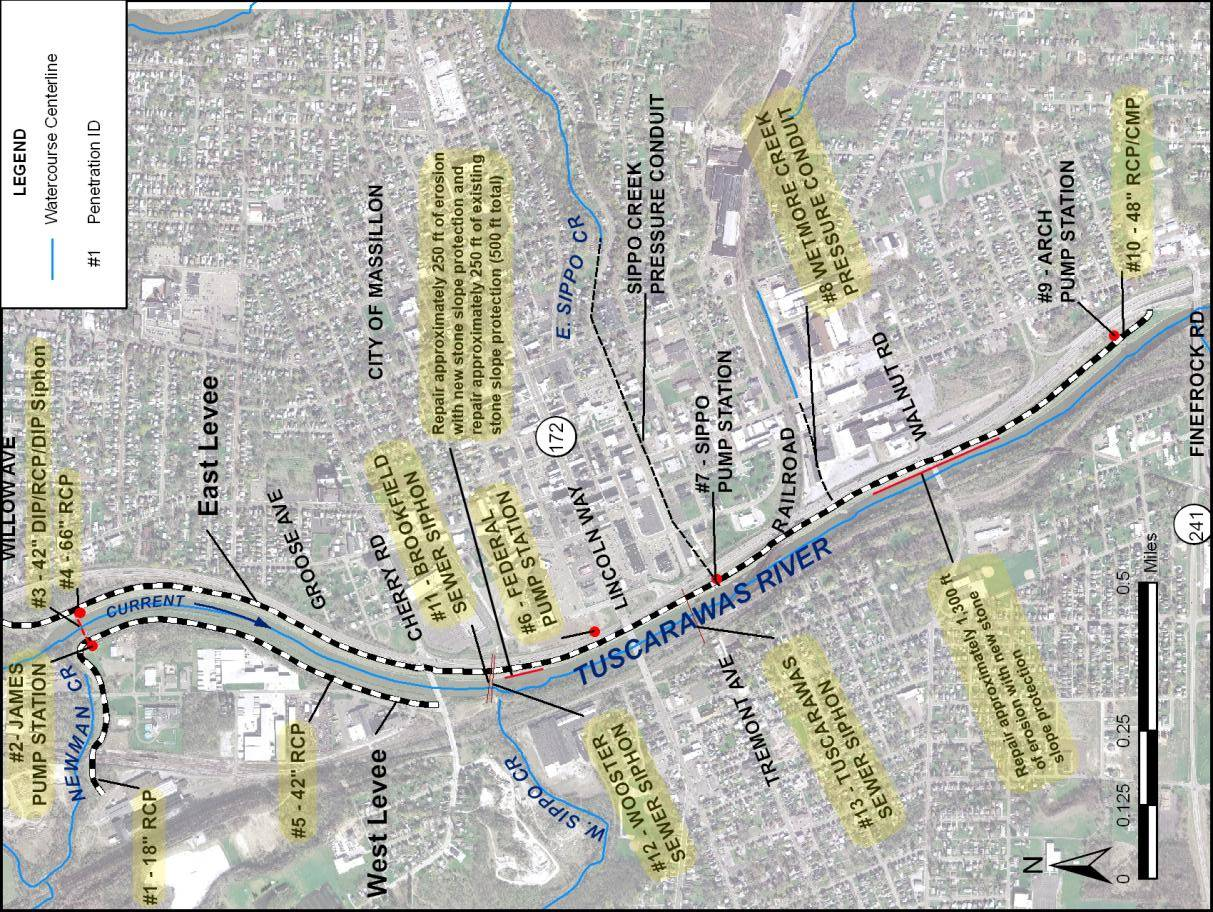 LEGEND
Watercourse Centerline
#1 Penetration ID
WILLOW AVE
#3 - 42" DIP/RCP/DIP Siphon
#4 - 66" RCP
#2- JAMES
PUMP STATION
NEWMAN CR
CURRENT
#1 - 18" RCP
East Levee
GROOSE AVE
#5 - 42" RCP
West Levee
CITY OF MASSILLON
CHERRY RD
#11 - BROOKFIELD
SEWER SIPHON
Repair approximately 250 ft of erosion
with new stone slope protection and
repair approximately 250 ft of existing
stone slope protection (500 ft total)
#6 - FEDERAL
PUMP STATION
172
LINCOLN WAY
E. SIPPO CR
SIPPO CREEK
PRESSURE CONDUIT
#7 - SIPPO
PUMP STATION
RAILROAD
TUSCARAWAS RIVER
W. SIPPO CR
#12 - WOOSTER
SEWER SIPHON
TREMONT AVE
#13 - TUSCARAWAS
SEWER SIPHON
#8 - WETMORE CREEK
PRESSURE CONDUIT
WALNUT RD
#9 - ARCH
PUMP STATION
#10 - 48" RCP/CMP
Repair approximately 1,300 ft
of erosion with new stone
slope protection
FINEFROCK RD
241
N
0 0.125 0.25 0.5
Miles